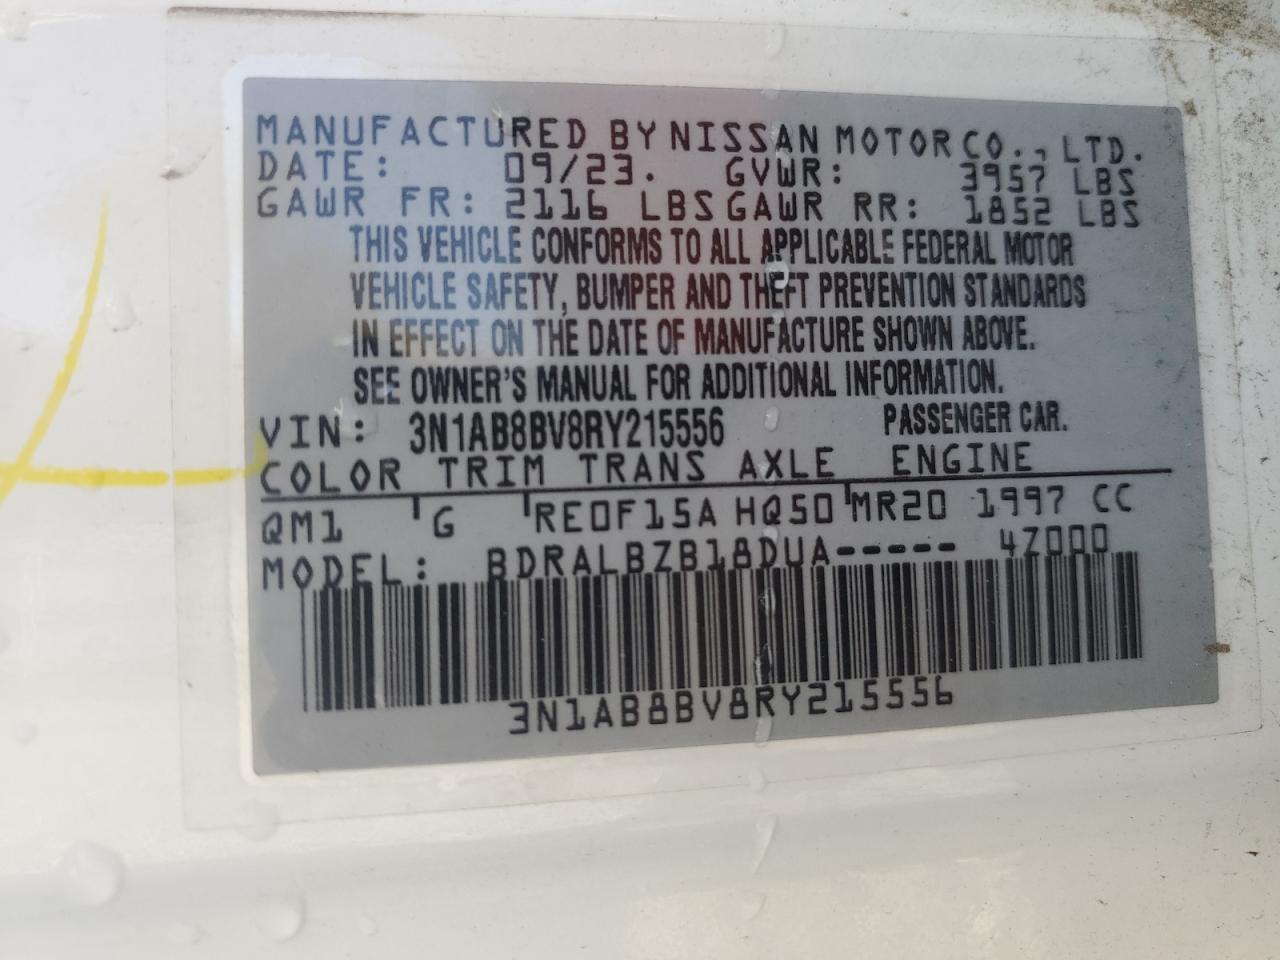 MANUFACTURED BY NISSAN MOTOR CO., LTD.
DATE: 09/23. GVWR: 3957 LBS
GAWR FR: 2116 LBS GAWR RR: 1852 LBS
THIS VEHICLE CONFORMS TO ALL APPLICABLE FEDERAL MOTOR
VEHICLE SAFETY, BUMPER AND THEFT PREVENTION STANDARDS
IN EFFECT ON THE DATE OF MANUFACTURE SHOWN ABOVE.
SEE OWNER'S MANUAL FOR ADDITIONAL INFORMATION.
VIN: 3N1AB8BV8RY215556 PASSENGER CAR.
COLOR TRIM TRANS AXLE ENGINE
QM1 G RE0F15A HQ50 MR20 1997 CC
MODEL: BDRALBZB18DUA----- 4Z000
3N1AB8BV8RY215556